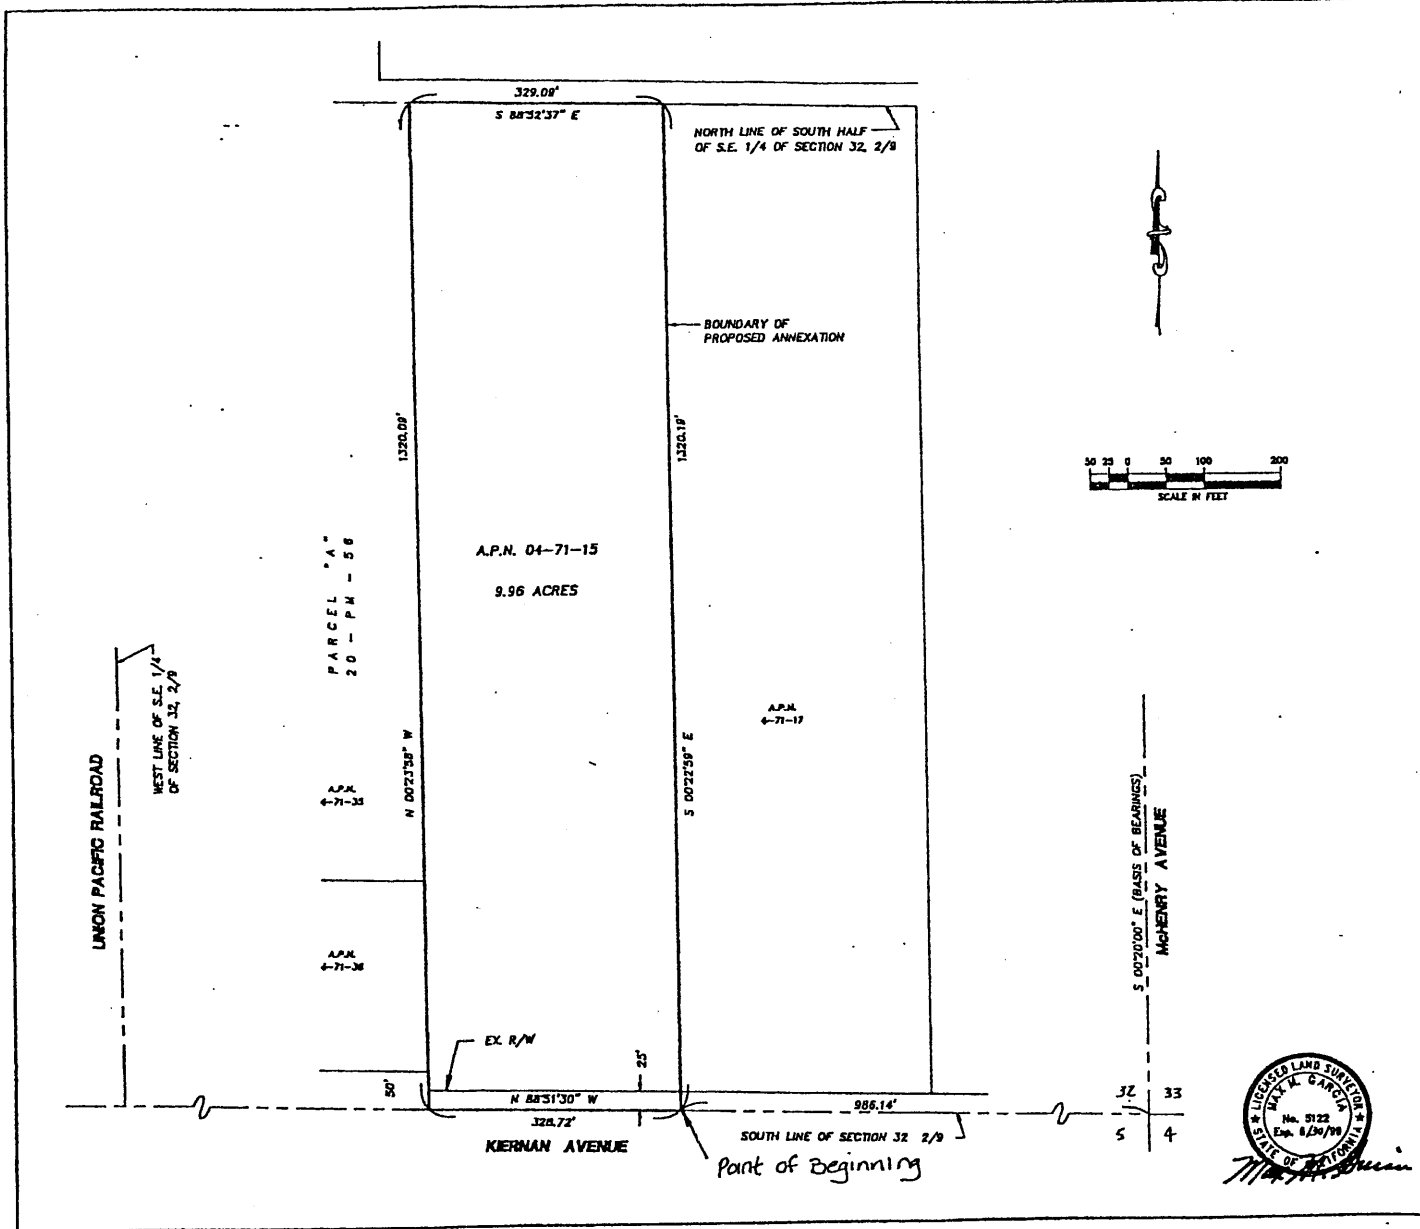 329.09'
S 88°52'37" E
NORTH LINE OF SOUTH HALF
OF S.E. 1/4 OF SECTION 32, 2/9
BOUNDARY OF
PROPOSED ANNEXATION
1320.09'
1320.19'
50 25 0 50 100 200
SCALE IN FEET
A.P.N. 04-71-15
9.96 ACRES
PARCEL "A"
20 - PM - 56
WEST LINE OF S.E. 1/4
OF SECTION 32, 2/9
UNION PACIFIC RAILROAD
A.P.N.
4-71-17
N 00°23'58" W
S 00°22'59" E
A.P.N.
4-71-35
S 00°20'00" E (BASIS OF BEARINGS)
McHENRY AVENUE
A.P.N.
4-71-36
EX. R/W
25'
50'
N 88°51'30" W
328.72'
986.14'
KIERNAN AVENUE
SOUTH LINE OF SECTION 32 2/9
Point of Beginning
32 33
5 4
LICENSED LAND SURVEYOR
MAX M. GARCIA
No. 5122
STATE OF CALIFORNIA